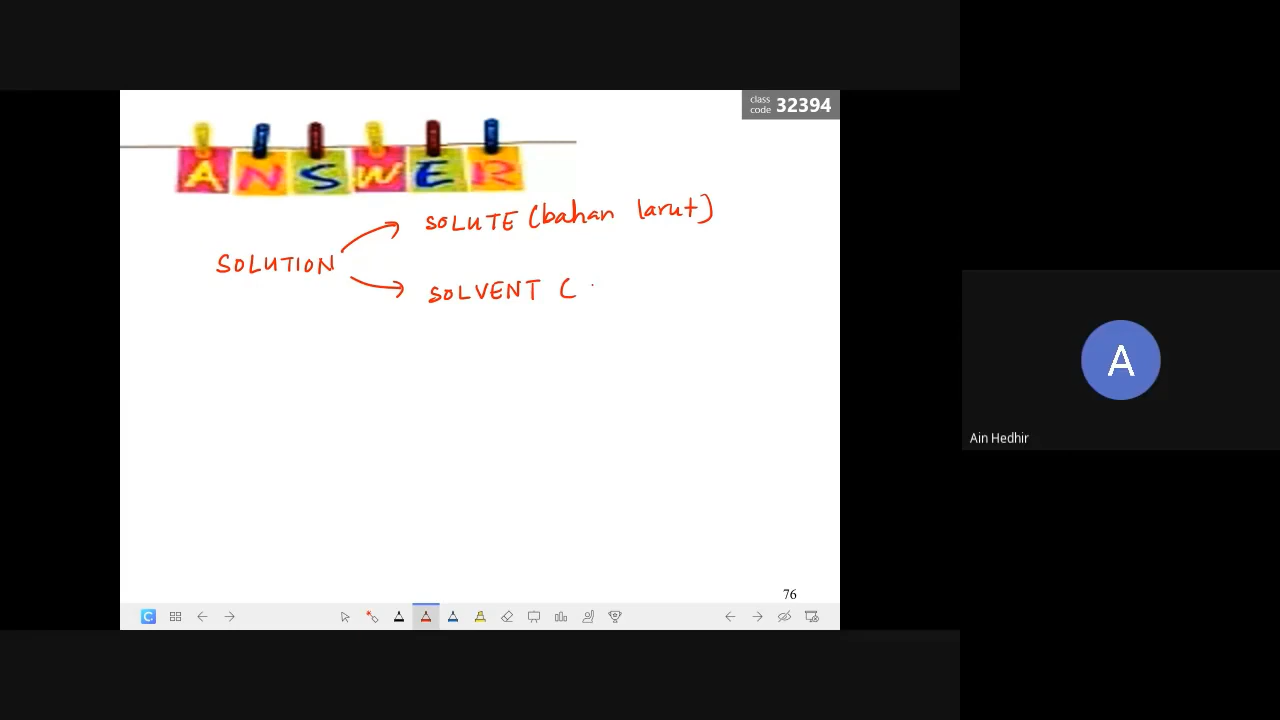 class
code 32394
ANSWER
SOLUTE (bahan larut)
SOLUTION
SOLVENT (
Ain Hedhir
A
76
C